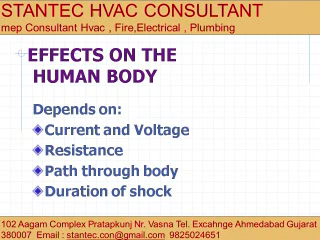 STANTEC HVAC CONSULTANT
mep Consultant Hvac , Fire,Electrical , Plumbing
EFFECTS ON THE
HUMAN BODY
Depends on:
Current and Voltage
Resistance
Path through body
Duration of shock
102 Aagam Complex Pratapkunj Nr. Vasna Tel. Excahnge Ahmedabad Gujarat
380007 Email : stantec.con@gmail.com 9825024651